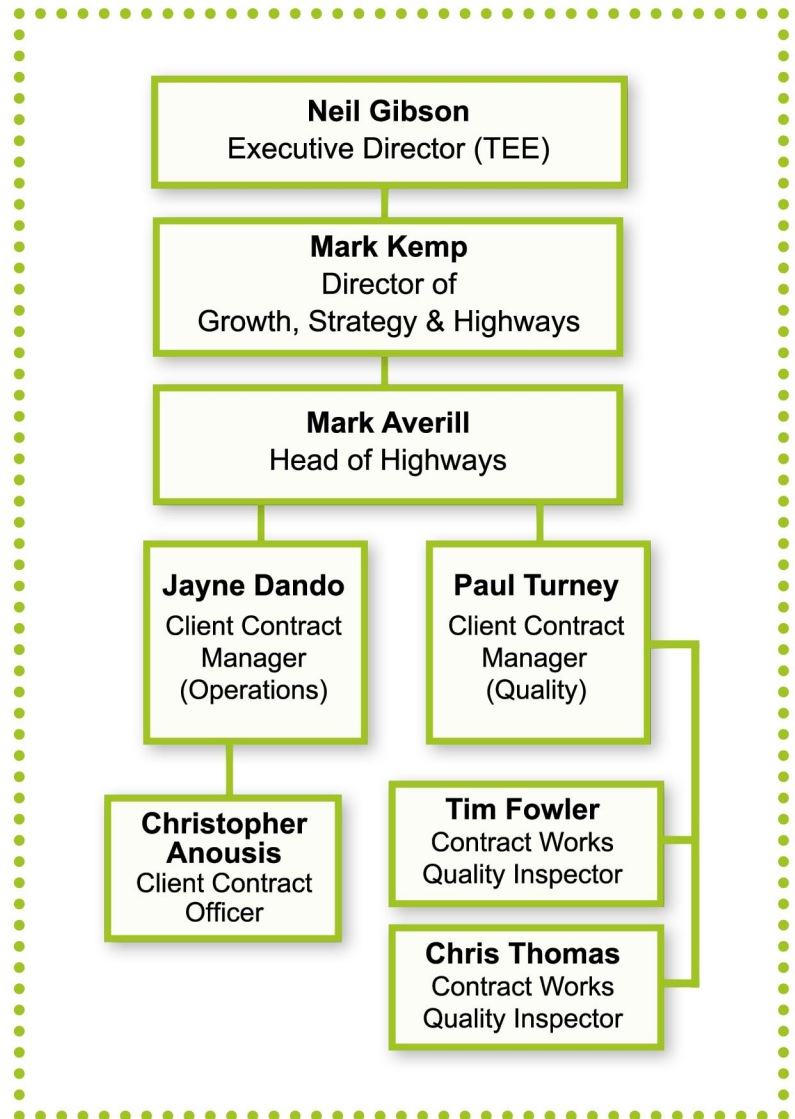 Neil Gibson
Executive Director (TEE)
Mark Kemp
Director of
Growth, Strategy & Highways
Mark Averill
Head of Highways
Jayne Dando
Client Contract
Manager
(Operations)
Paul Turney
Client Contract
Manager
(Quality)
Christopher
Anousis
Client Contract
Officer
Tim Fowler
Contract Works
Quality Inspector
Chris Thomas
Contract Works
Quality Inspector